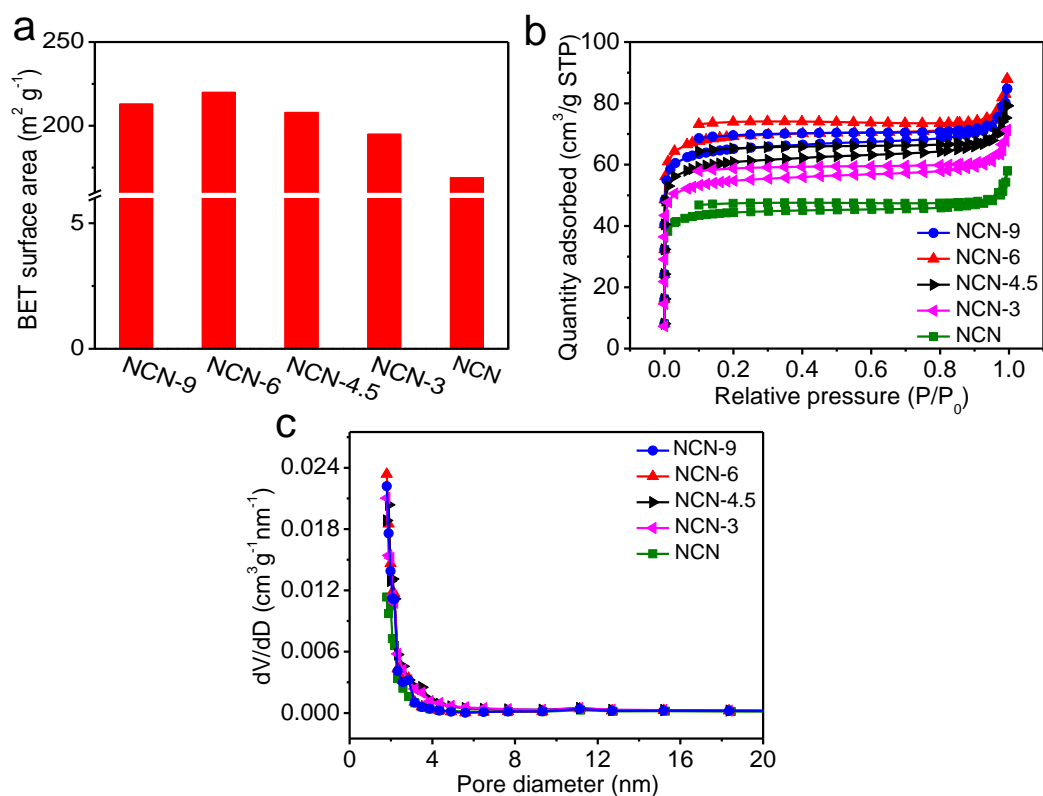 a
BET surface area (m² g⁻¹)
250
200
5
0
NCN-9
NCN-6
NCN-4.5
NCN-3
NCN
b
Quantity adsorbed (cm³/g STP)
100
80
60
40
20
0
0.0 0.2 0.4 0.6 0.8 1.0
Relative pressure (P/P₀)
NCN-9
NCN-6
NCN-4.5
NCN-3
NCN
c
dV/dD (cm³g⁻¹nm⁻¹)
0.024
0.018
0.012
0.006
0.000
0 4 8 12 16 20
Pore diameter (nm)
NCN-9
NCN-6
NCN-4.5
NCN-3
NCN